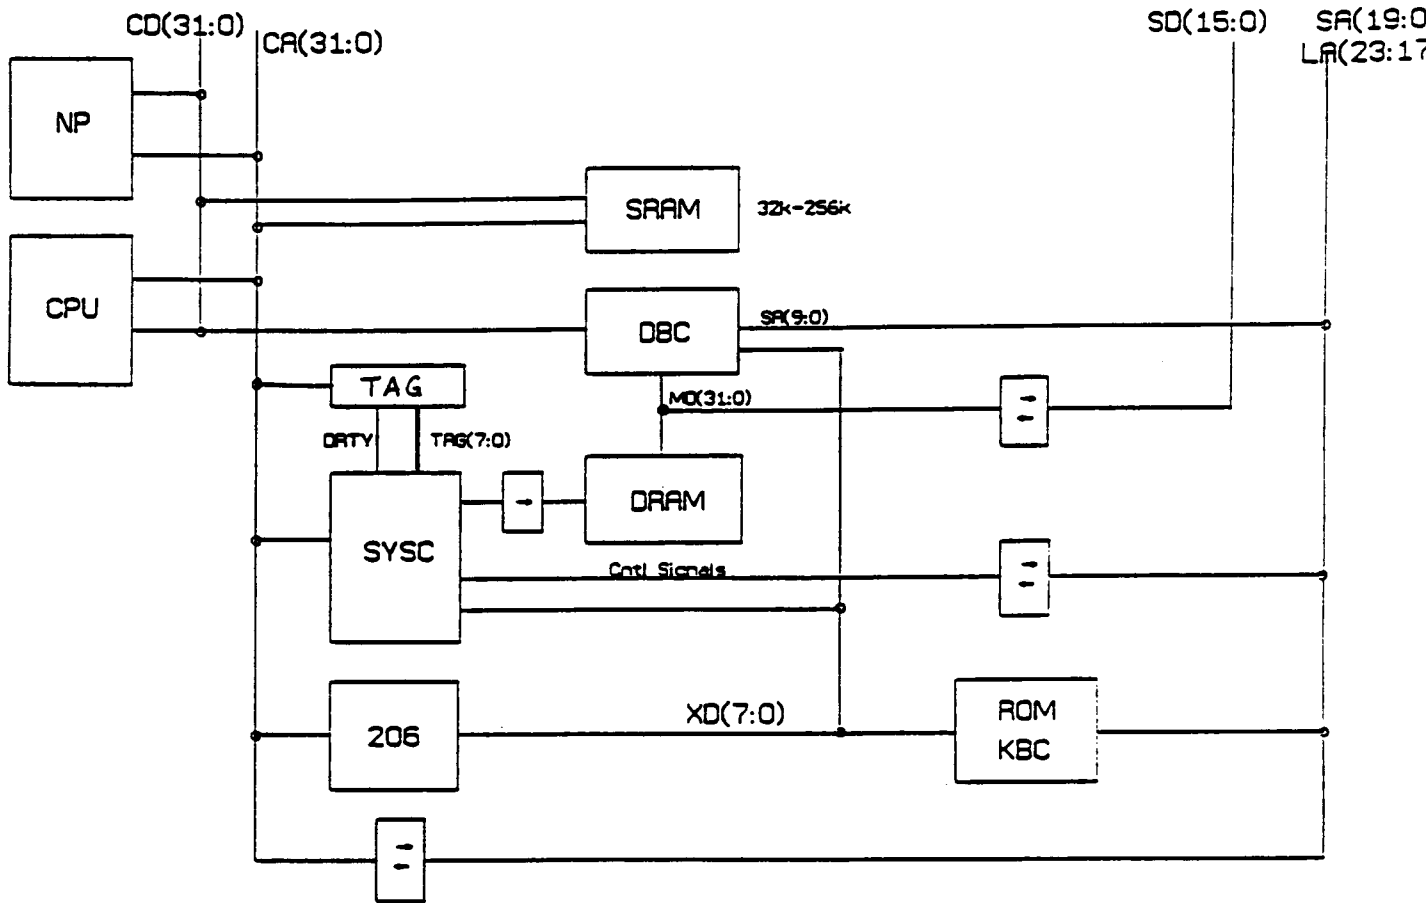 CD(31:0)
CA(31:0)
SD(15:0)
SA(19:0
LA(23:17
NP
SRAM
32k-256k
CPU
DBC
SA(9:0)
TAG
MD(31:0)
DRTY
TAG(7:0)
DRAM
SYSC
Cntl Signals
206
XD(7:0)
ROM
KBC